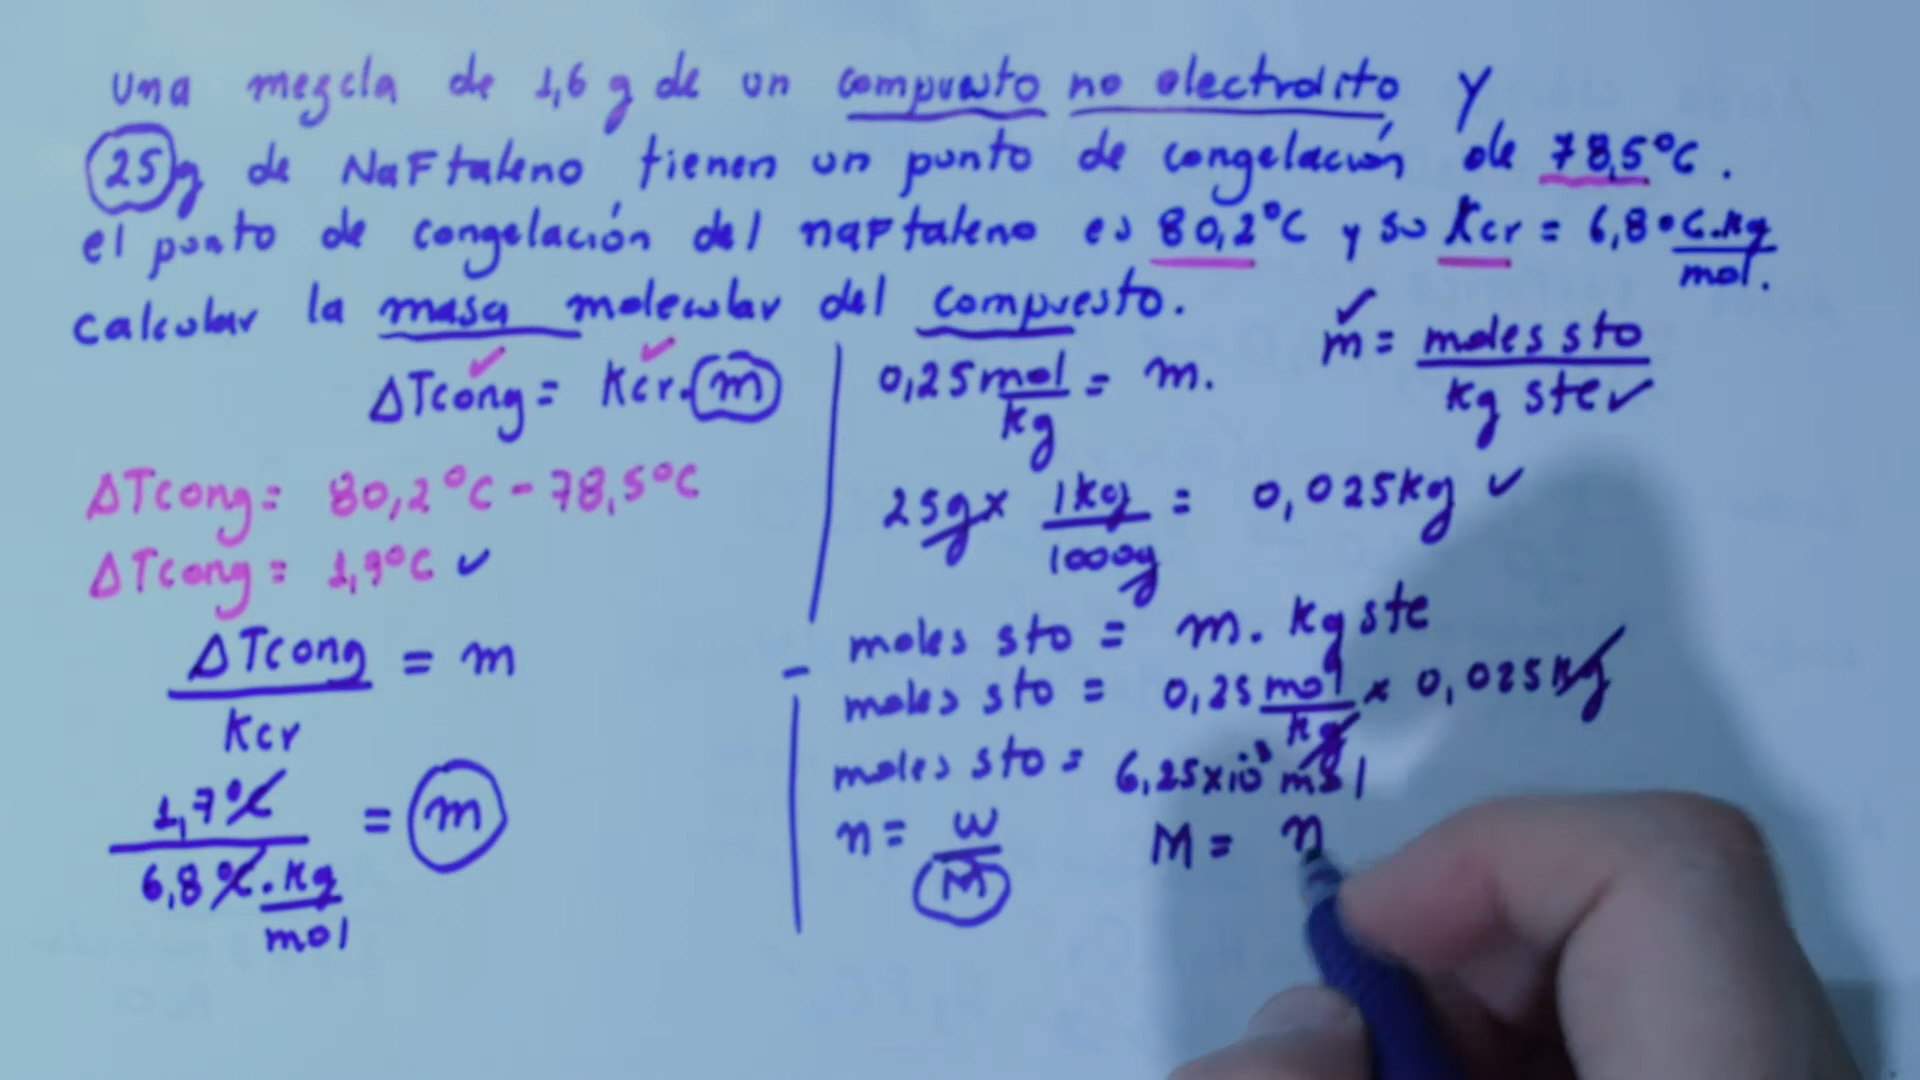 una mezcla de 1,6 g de un compuesto no electrolito y
25 g de NaFtaleno tienen un punto de congelación de 78,5°C.
el punto de congelación del naftaleno es 80,2°C y su Kcr = 6,8 °C.kg/mol.
calcular la masa molecular del compuesto.
ΔTcong = Kcr.m
ΔTcong = 80,2°C - 78,5°C
ΔTcong = 1,7°C ✓
ΔTcong/Kcr = m
1,7°C / 6,8°C.kg/mol = m
0,25 mol/kg = m.
m = moles sto / kg ste ✓
25g x 1kg/1000g = 0,025kg ✓
moles sto = m. kg ste
moles sto = 0,25 mol/kg x 0,025kg
moles sto = 6,25x10⁻³ mol
n = w/M
M = n